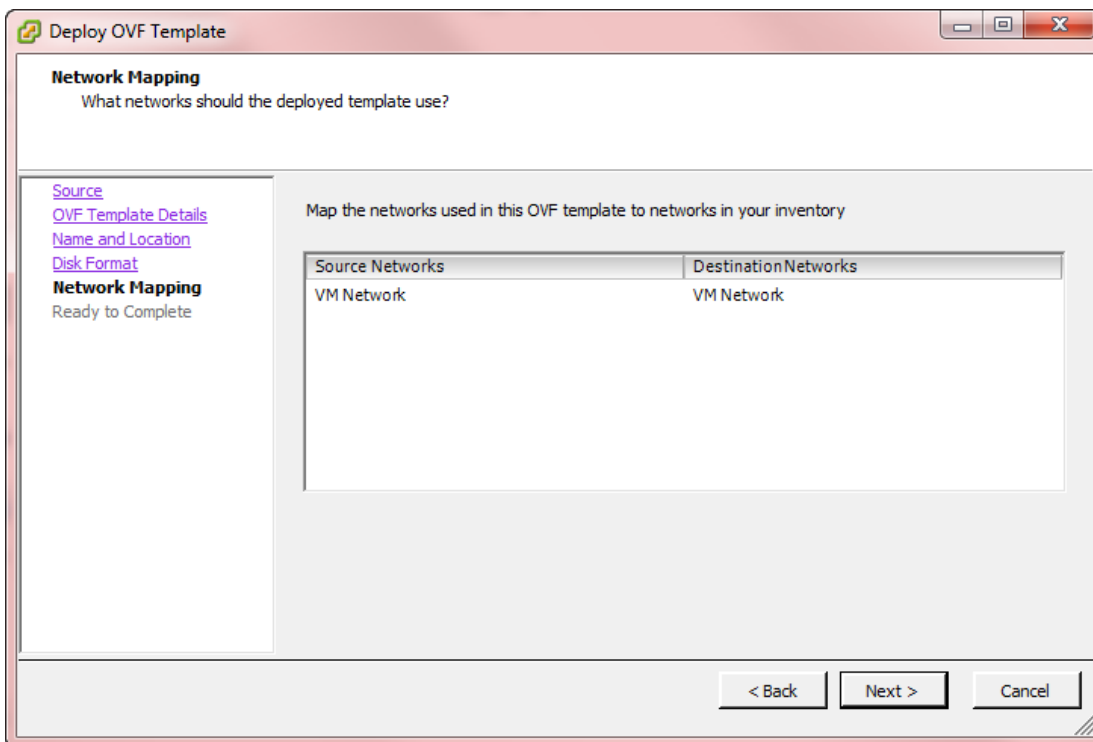 Deploy OVF Template
Network Mapping
What networks should the deployed template use?
Source
OVF Template Details
Name and Location
Disk Format
Network Mapping
Ready to Complete
Map the networks used in this OVF template to networks in your inventory
Source Networks DestinationNetworks
VM Network VM Network
< Back Next > Cancel